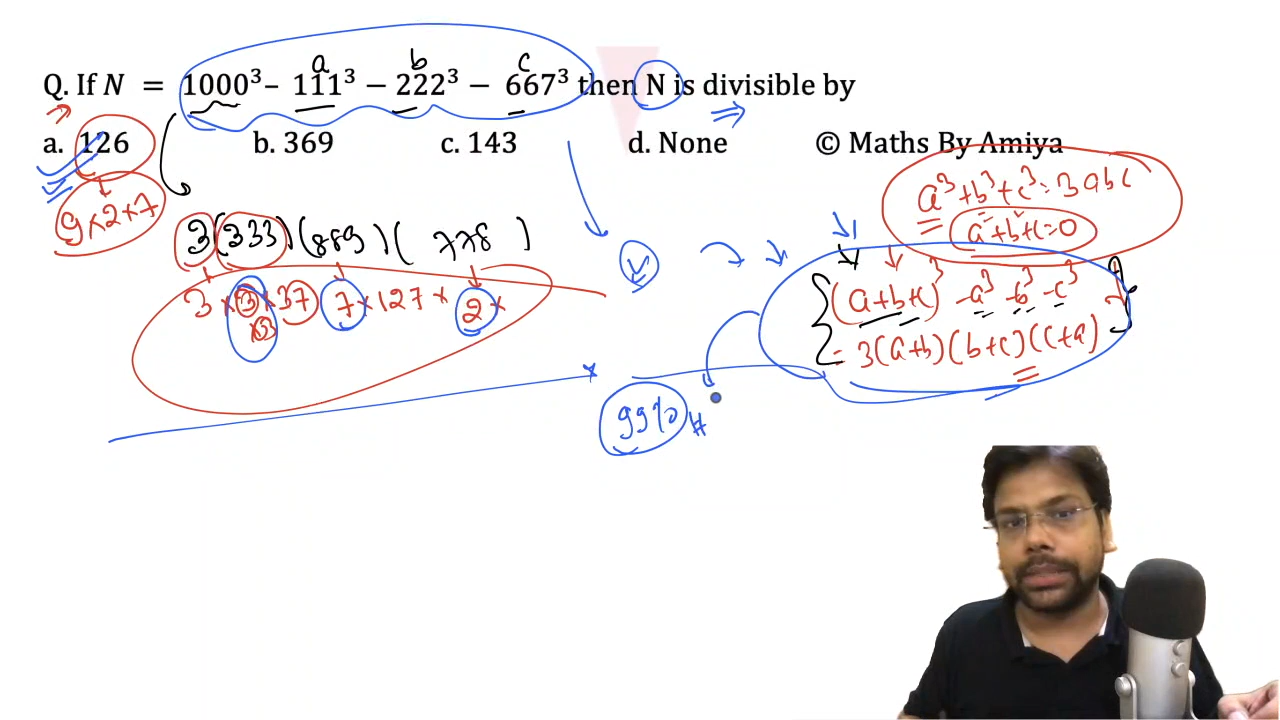 Q. If N = 1000³– 111³ – 222³ – 667³ then N is divisible by
a b c
a. 126 b. 369 c. 143 d. None © Maths By Amiya
9×2×7
a³+b³+c³=3abc
a+b+c=0
3(333)(889)(778)
3×3×37 7×127× 2×
×3
(a+b+c)³-a³-b³-c³
=3(a+b)(b+c)(c+a)
99%